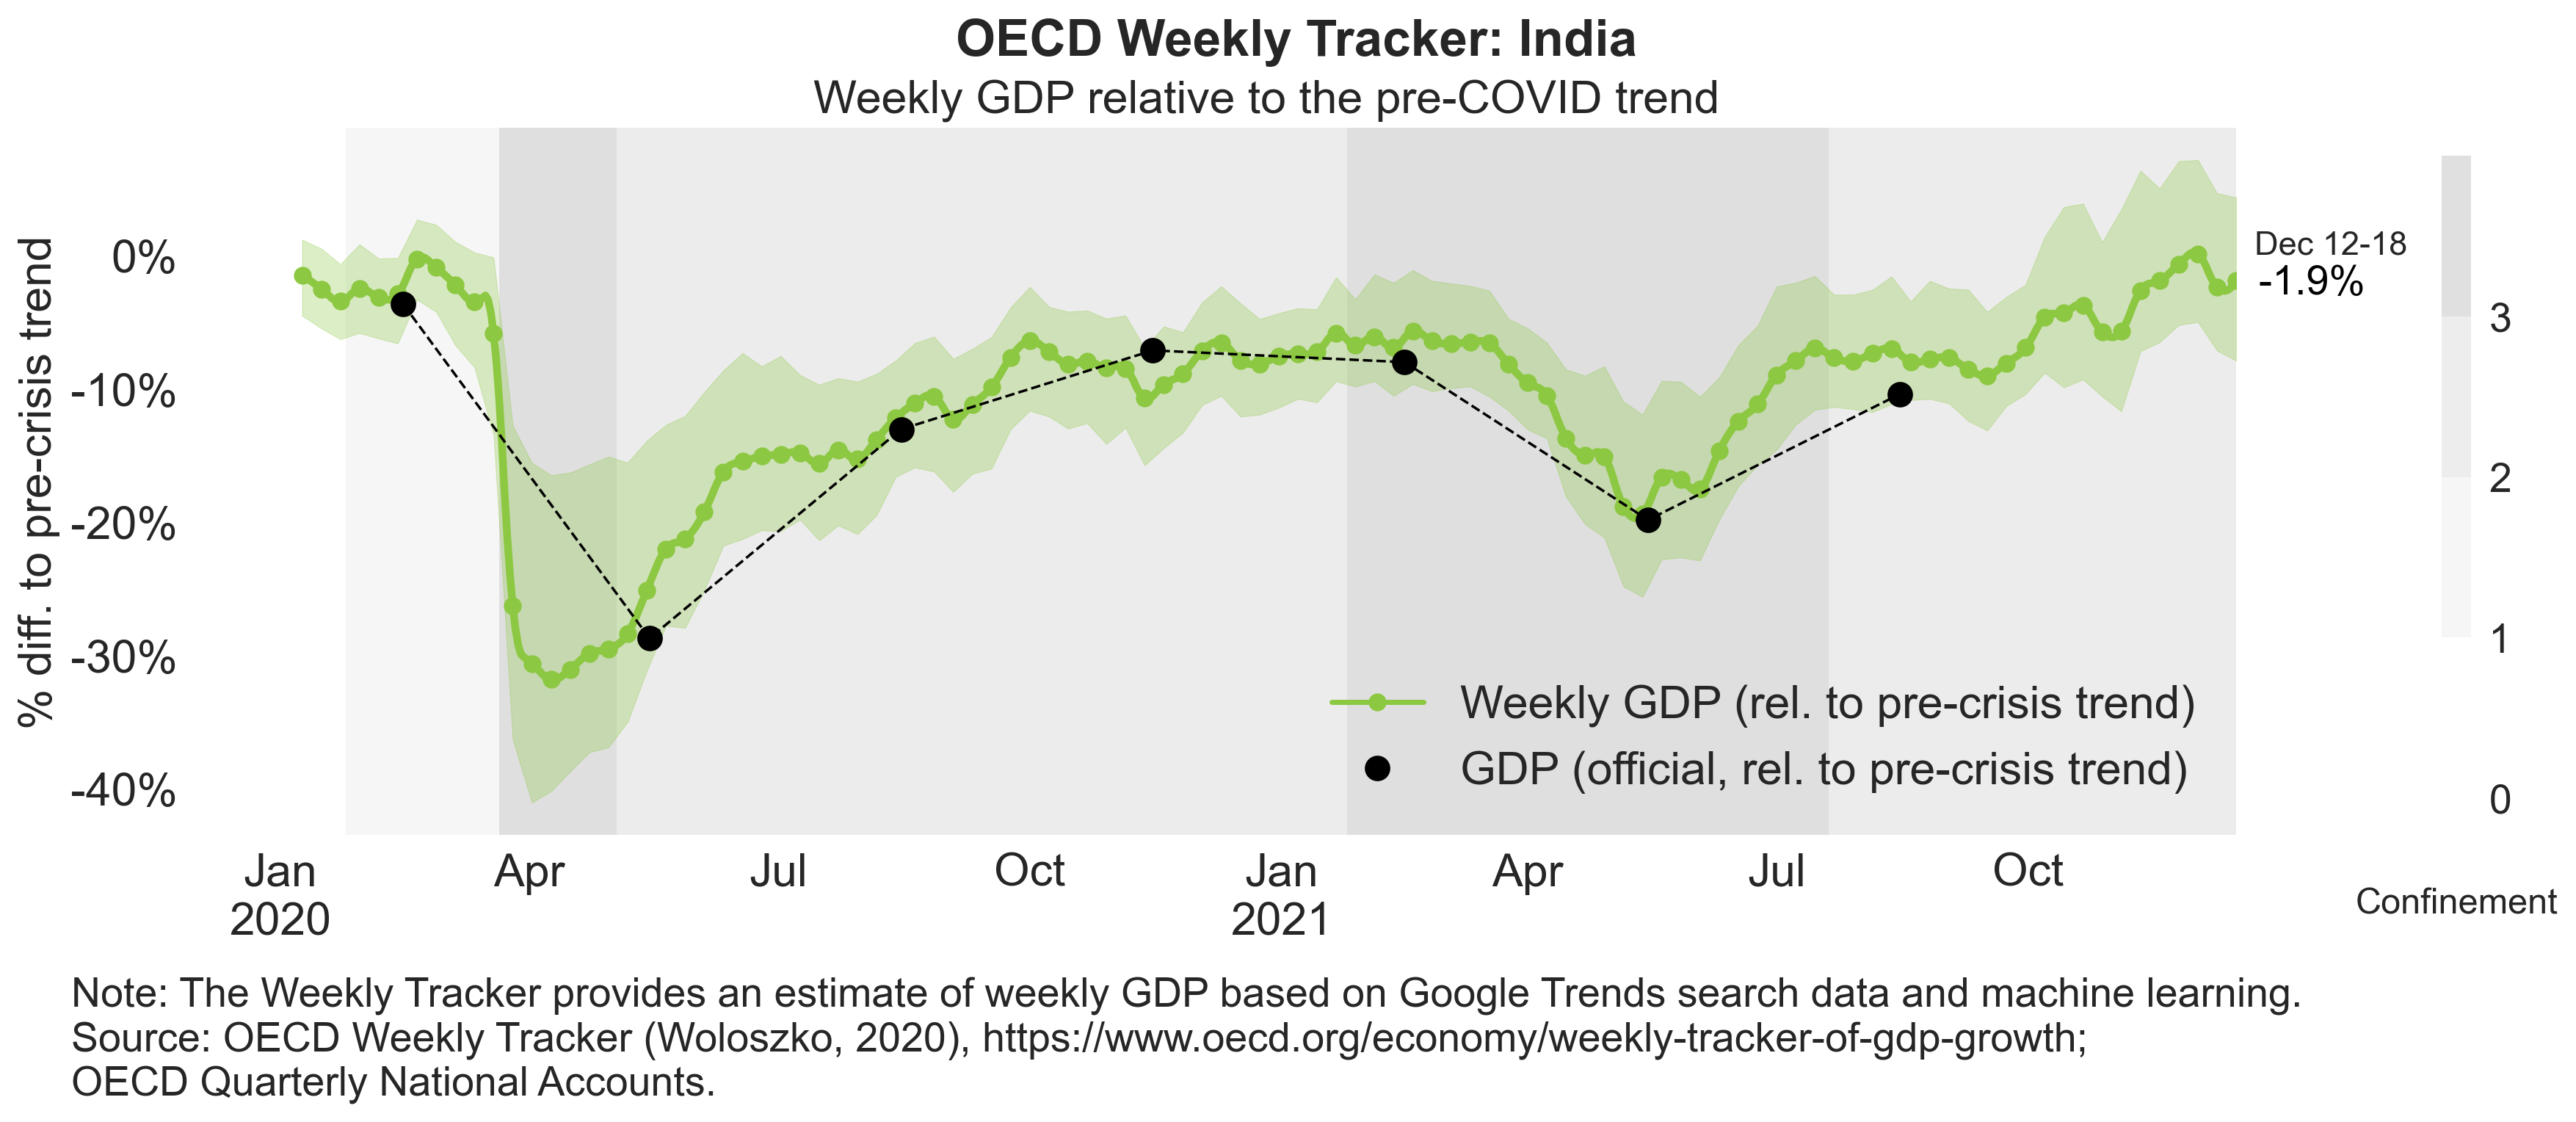 OECD Weekly Tracker: India
Weekly GDP relative to the pre-COVID trend
% diff. to pre-crisis trend
0%
-10%
-20%
-30%
-40%
Dec 12-18
-1.9%
3
2
1
0
Confinement
Weekly GDP (rel. to pre-crisis trend)
GDP (official, rel. to pre-crisis trend)
Jan Apr Jul Oct Jan Apr Jul Oct
2020 2021
Note: The Weekly Tracker provides an estimate of weekly GDP based on Google Trends search data and machine learning.
Source: OECD Weekly Tracker (Woloszko, 2020), https://www.oecd.org/economy/weekly-tracker-of-gdp-growth;
OECD Quarterly National Accounts.